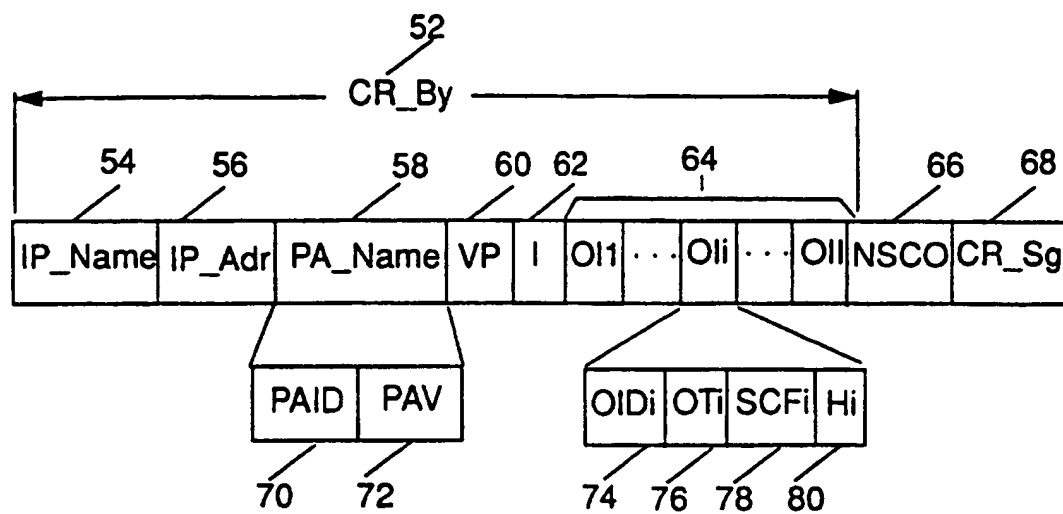 52
CR_By
54 56 58 60 62 64 66 68
IP_Name IP_Adr PA_Name VP I OI1 ··· OIi ··· OII NSCO CR_Sg
PAID PAV OIDi OTi SCFi Hi
70 72 74 76 78 80